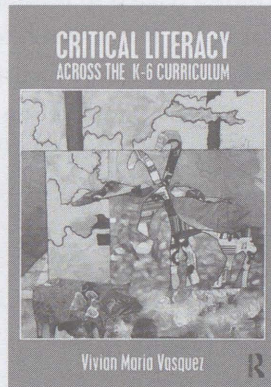 CRITICAL LITERACY
ACROSS THE K-6 CURRICULUM
Vivian Maria Vasquez
R